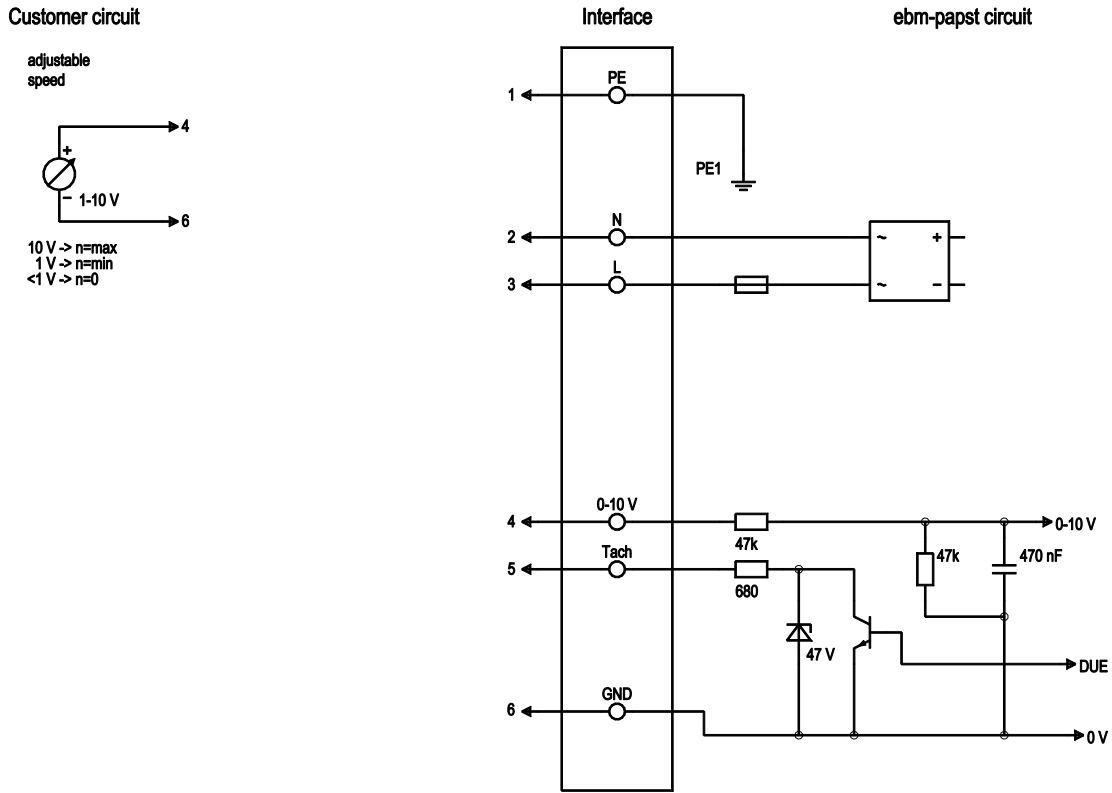 Customer circuit
Interface
ebm-papst circuit
adjustable
speed
4
+
–
1-10 V
6
10 V -> n=max
1 V -> n=min
<1 V -> n=0
PE
1
PE1
N
2
~
+
L
3
~
–
0-10 V
4
0-10 V
47k
47k
470 nF
Tach
5
680
47 V
DUE
GND
6
0 V